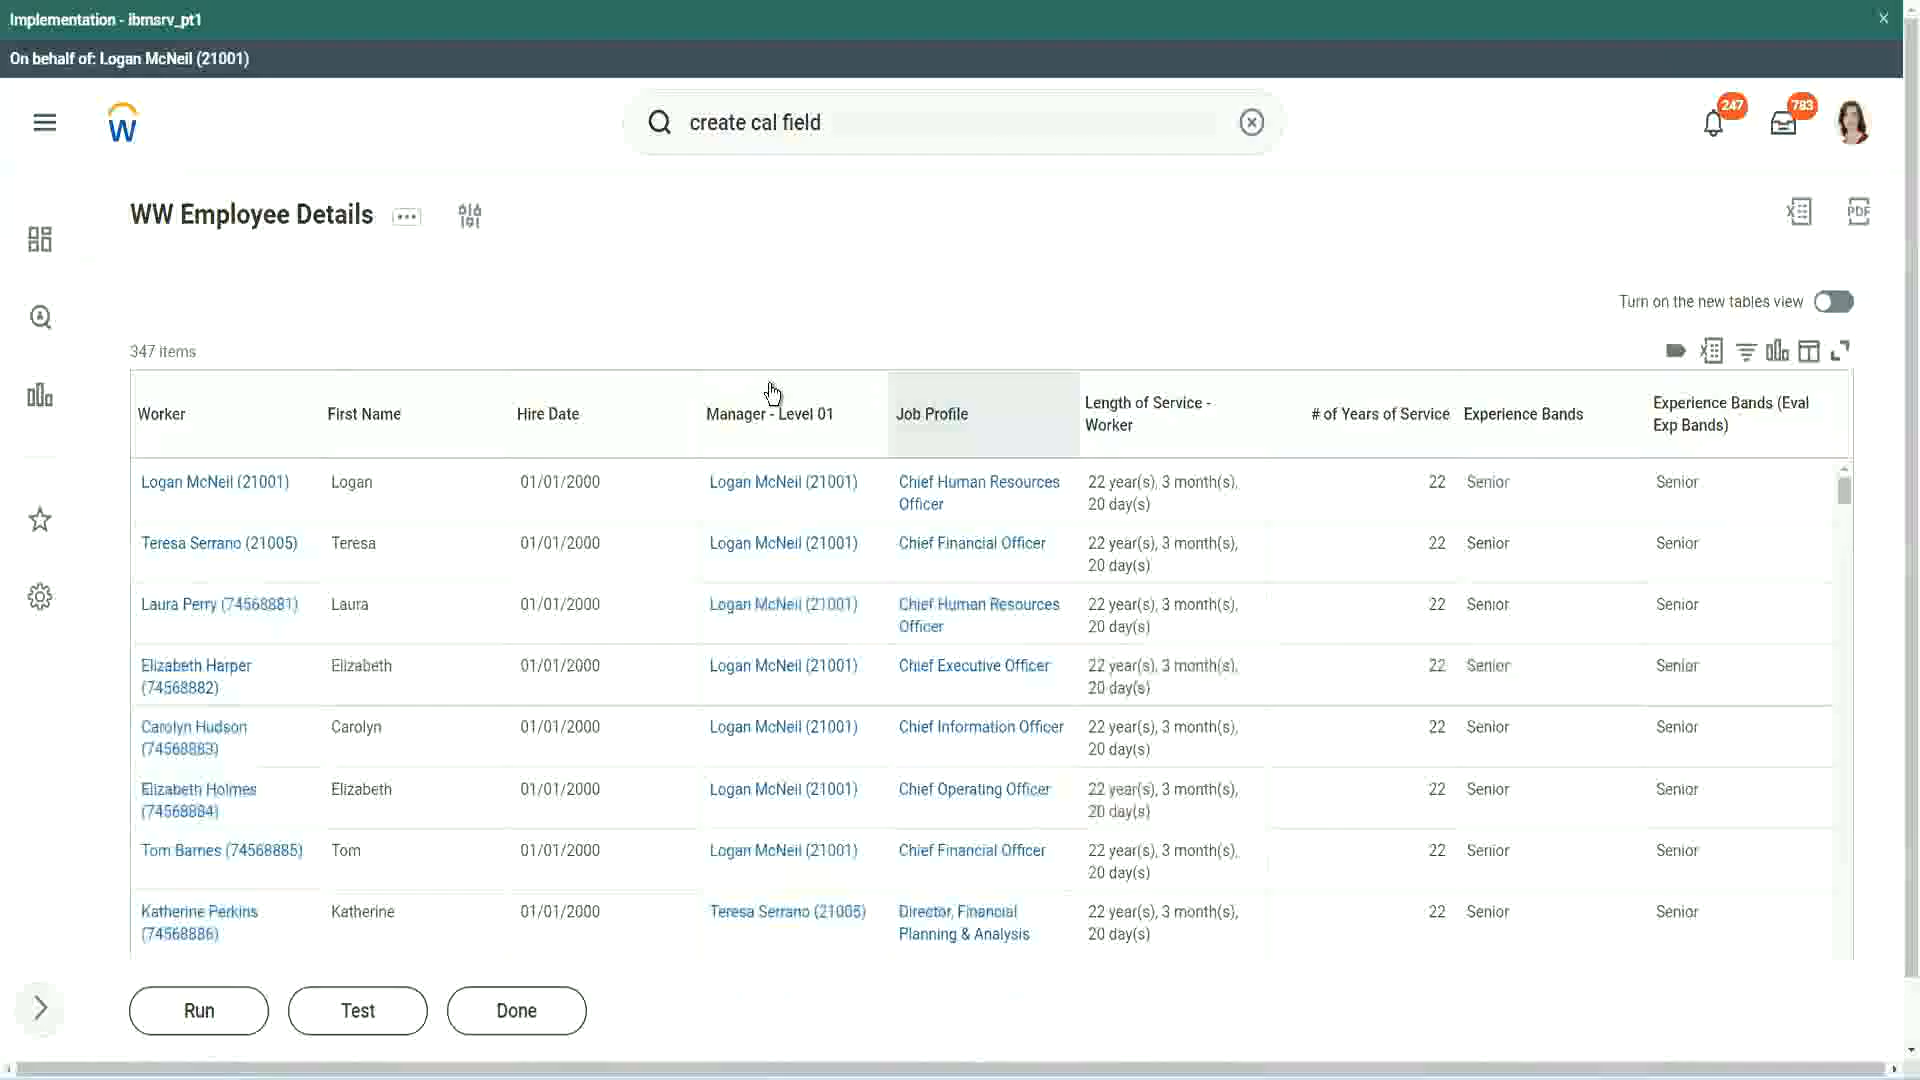 Implementation - ibmsrv_pt1
On behalf of: Logan McNeil (21001)
W
create cal field
247
783
WW Employee Details
PDF
Turn on the new tables view
347 items
Worker
First Name
Hire Date
Manager - Level 01
Job Profile
Length of Service -
Worker
# of Years of Service
Experience Bands
Experience Bands (Eval
Exp Bands)
Logan McNeil (21001)
Logan
01/01/2000
Logan McNeil (21001)
Chief Human Resources
Officer
22 year(s), 3 month(s),
20 day(s)
22
Senior
Senior
Teresa Serrano (21005)
Teresa
01/01/2000
Logan McNeil (21001)
Chief Financial Officer
22 year(s), 3 month(s),
20 day(s)
22
Senior
Senior
Laura Perry (74568881)
Laura
01/01/2000
Logan McNeil (21001)
Chief Human Resources
Officer
22 year(s), 3 month(s),
20 day(s)
22
Senior
Senior
Elizabeth Harper
(74568882)
Elizabeth
01/01/2000
Logan McNeil (21001)
Chief Executive Officer
22 year(s), 3 month(s),
20 day(s)
22
Senior
Senior
Carolyn Hudson
(74568883)
Carolyn
01/01/2000
Logan McNeil (21001)
Chief Information Officer
22 year(s), 3 month(s),
20 day(s)
22
Senior
Senior
Elizabeth Holmes
(74568884)
Elizabeth
01/01/2000
Logan McNeil (21001)
Chief Operating Officer
22 year(s), 3 month(s),
20 day(s)
22
Senior
Senior
Tom Barnes (74568885)
Tom
01/01/2000
Logan McNeil (21001)
Chief Financial Officer
22 year(s), 3 month(s),
20 day(s)
22
Senior
Senior
Katherine Perkins
(74568886)
Katherine
01/01/2000
Teresa Serrano (21005)
Director, Financial
Planning & Analysis
22 year(s), 3 month(s),
20 day(s)
22
Senior
Senior
Run
Test
Done